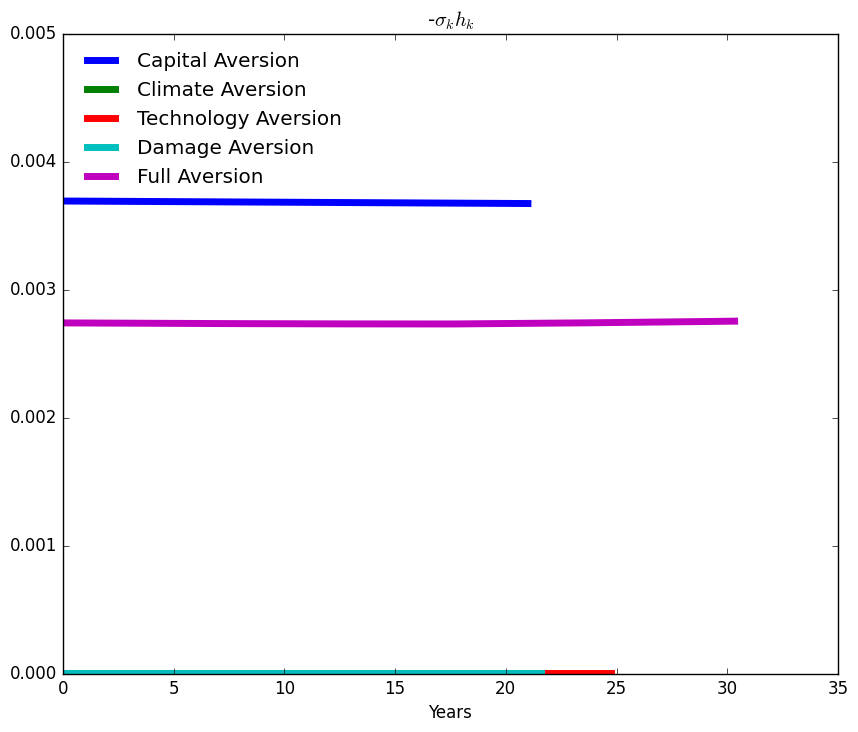 -σₖhₖ
0.005
Capital Aversion
Climate Aversion
Technology Aversion
Damage Aversion
Full Aversion
0.004
0.003
0.002
0.001
0.000
0 5 10 15 20 25 30 35
Years